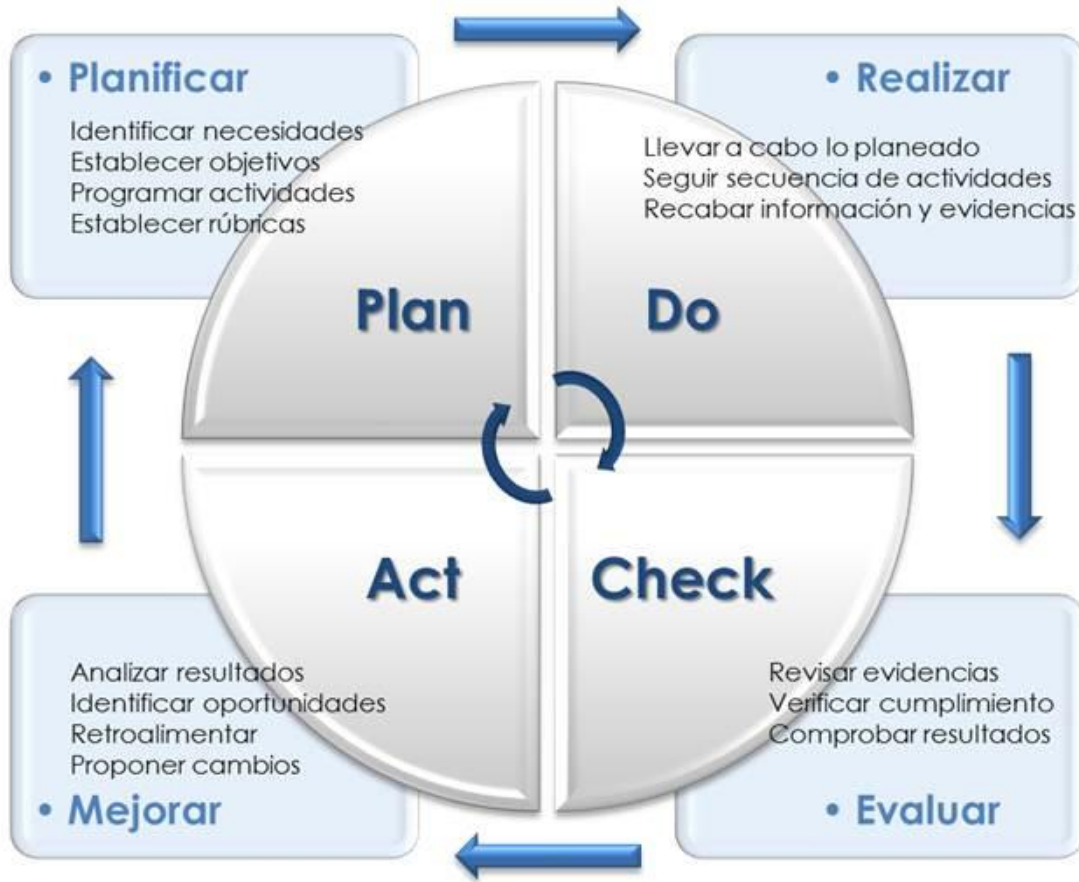 • Planificar
Identificar necesidades
Establecer objetivos
Programar actividades
Establecer rúbricas
• Realizar
Llevar a cabo lo planeado
Seguir secuencia de actividades
Recabar información y evidencias
Plan
Do
Act
Check
Analizar resultados
Identificar oportunidades
Retroalimentar
Proponer cambios
• Mejorar
Revisar evidencias
Verificar cumplimiento
Comprobar resultados
• Evaluar